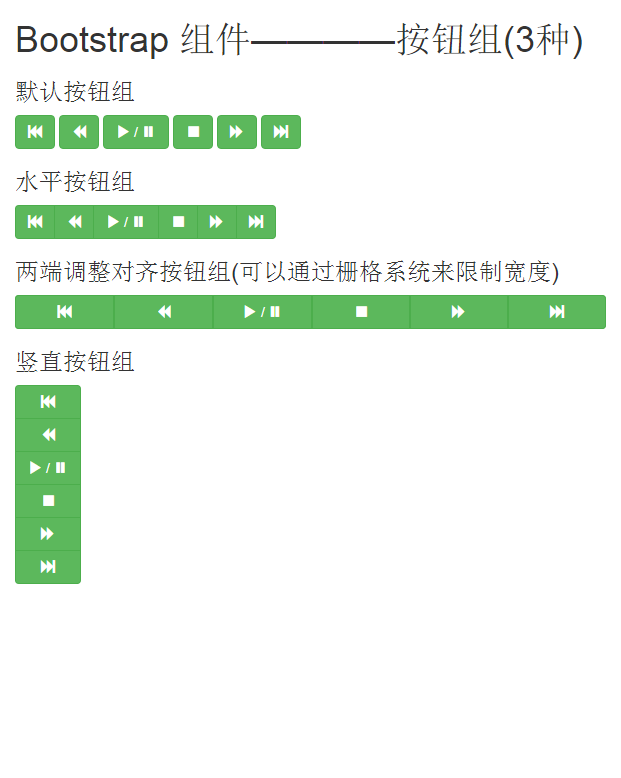 Bootstrap 组件————按钮组(3种)
默认按钮组
/
水平按钮组
/
两端调整对齐按钮组(可以通过栅格系统来限制宽度)
/
竖直按钮组
/